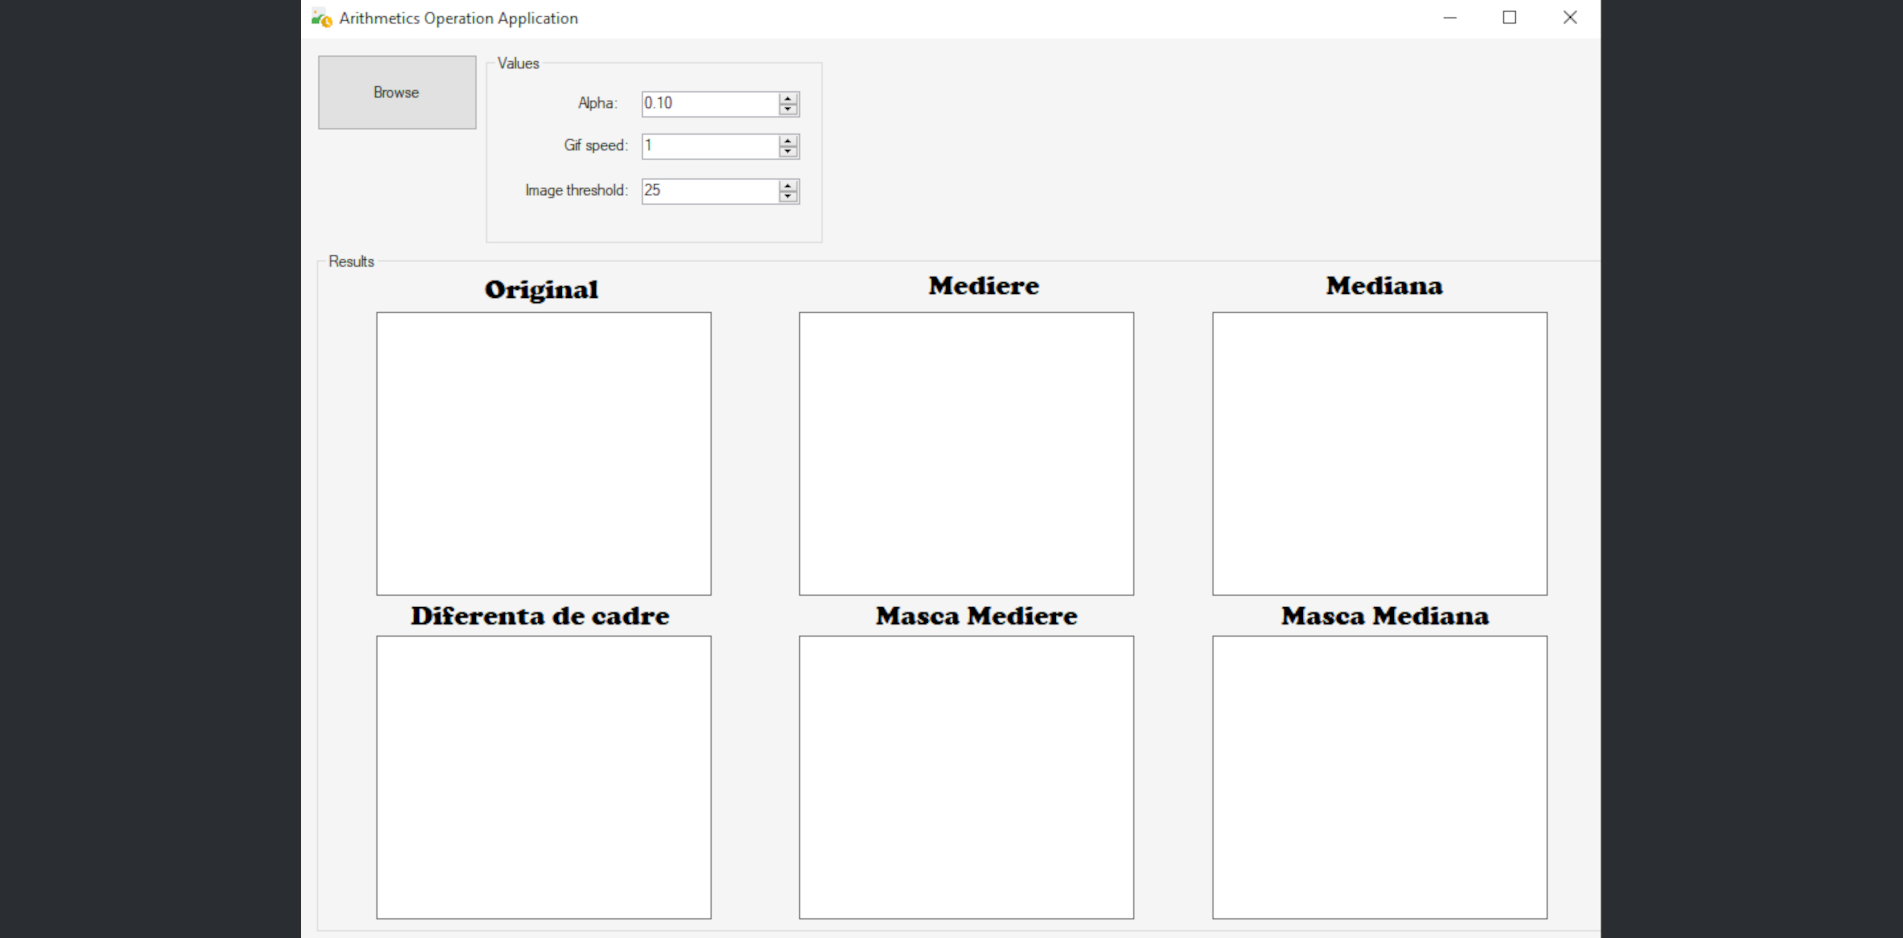 Arithmetics Operation Application
Browse
Values
Alpha: 0.10
Gif speed: 1
Image threshold: 25
Results
Original Mediere Mediana
Diferenta de cadre Masca Mediere Masca Mediana